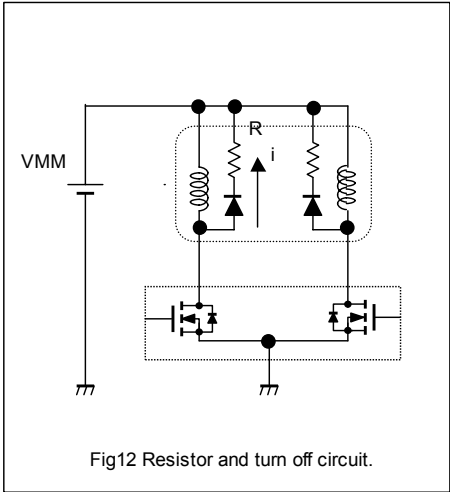 R
i
VMM
Fig12 Resistor and turn off circuit.